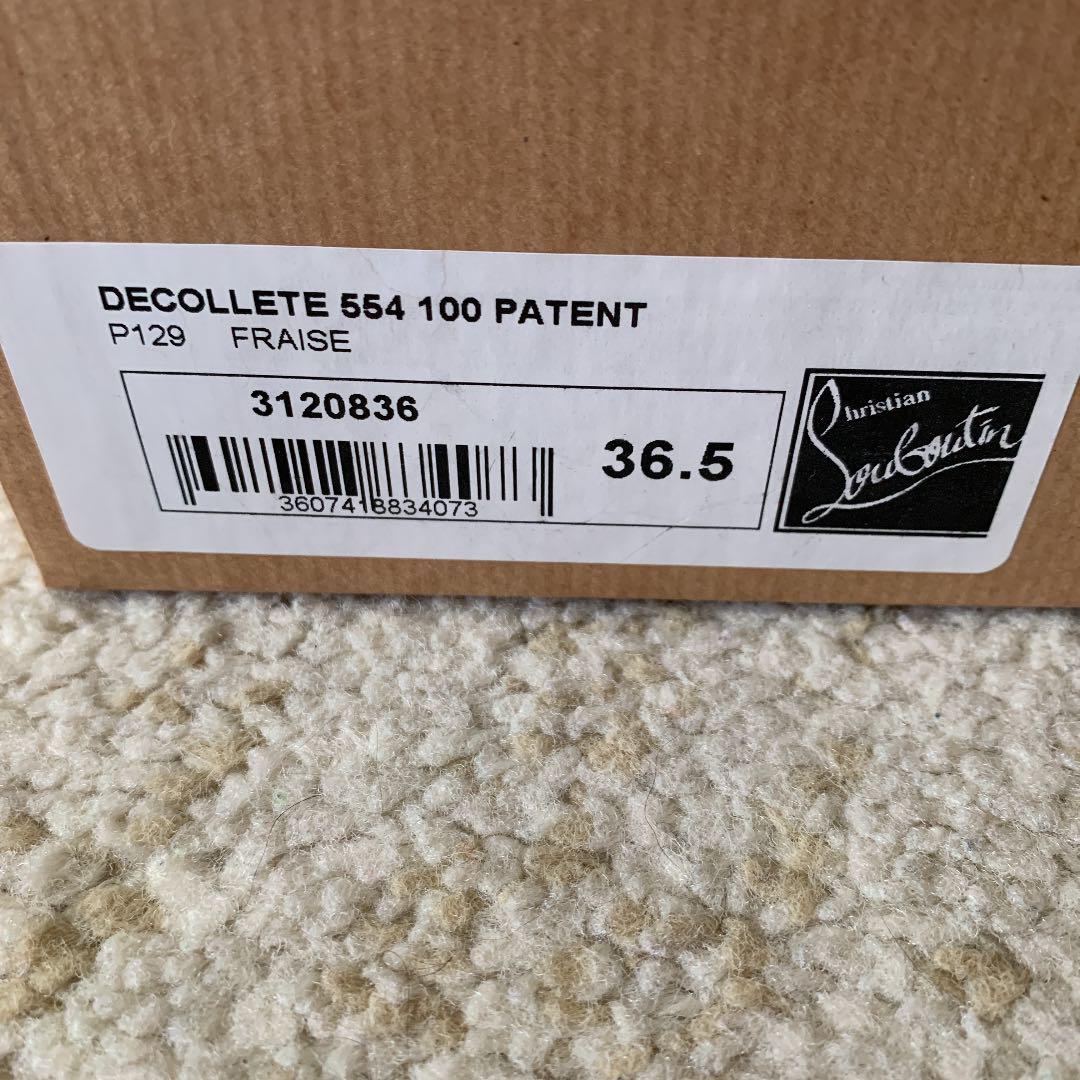 DECOLLETE 554 100 PATENT
P129 FRAISE
3120836
36.5
3607418834073
Christian
Louboutin